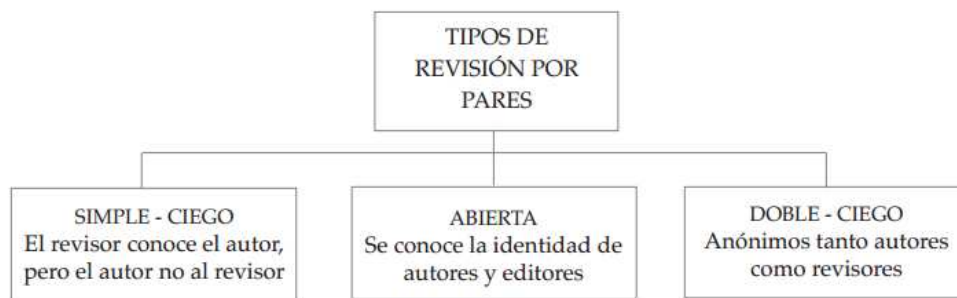 TIPOS DE
REVISIÓN POR
PARES
SIMPLE - CIEGO
El revisor conoce el autor,
pero el autor no al revisor
ABIERTA
Se conoce la identidad de
autores y editores
DOBLE - CIEGO
Anónimos tanto autores
como revisores